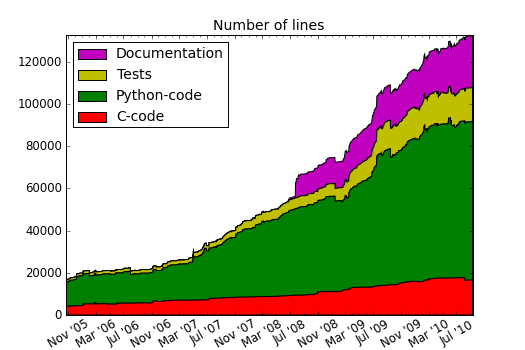 Number of lines
Documentation
Tests
Python-code
C-code
120000
100000
80000
60000
40000
20000
0
Nov '05
Mar '06
Jul '06
Nov '06
Mar '07
Jul '07
Nov '07
Mar '08
Jul '08
Nov '08
Mar '09
Jul '09
Nov '09
Mar '10
Jul '10